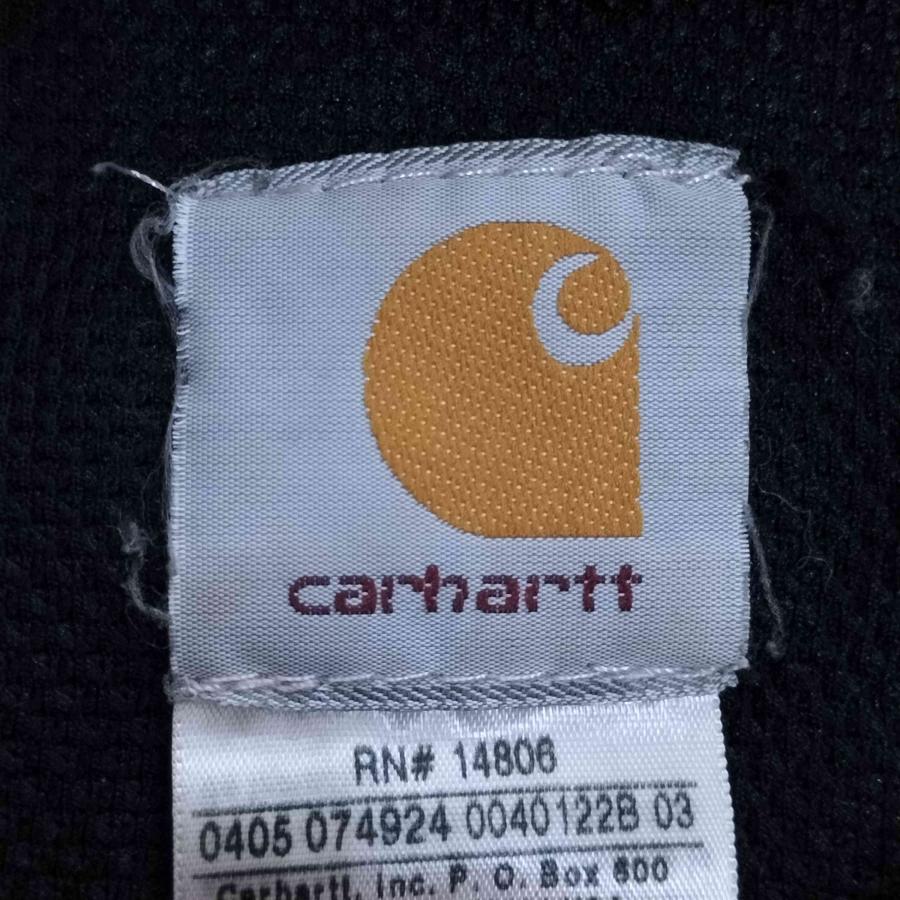 carhartt
RN# 14806
0405 074924 0040122B 03
Carhartt, Inc. P. O. Box 600